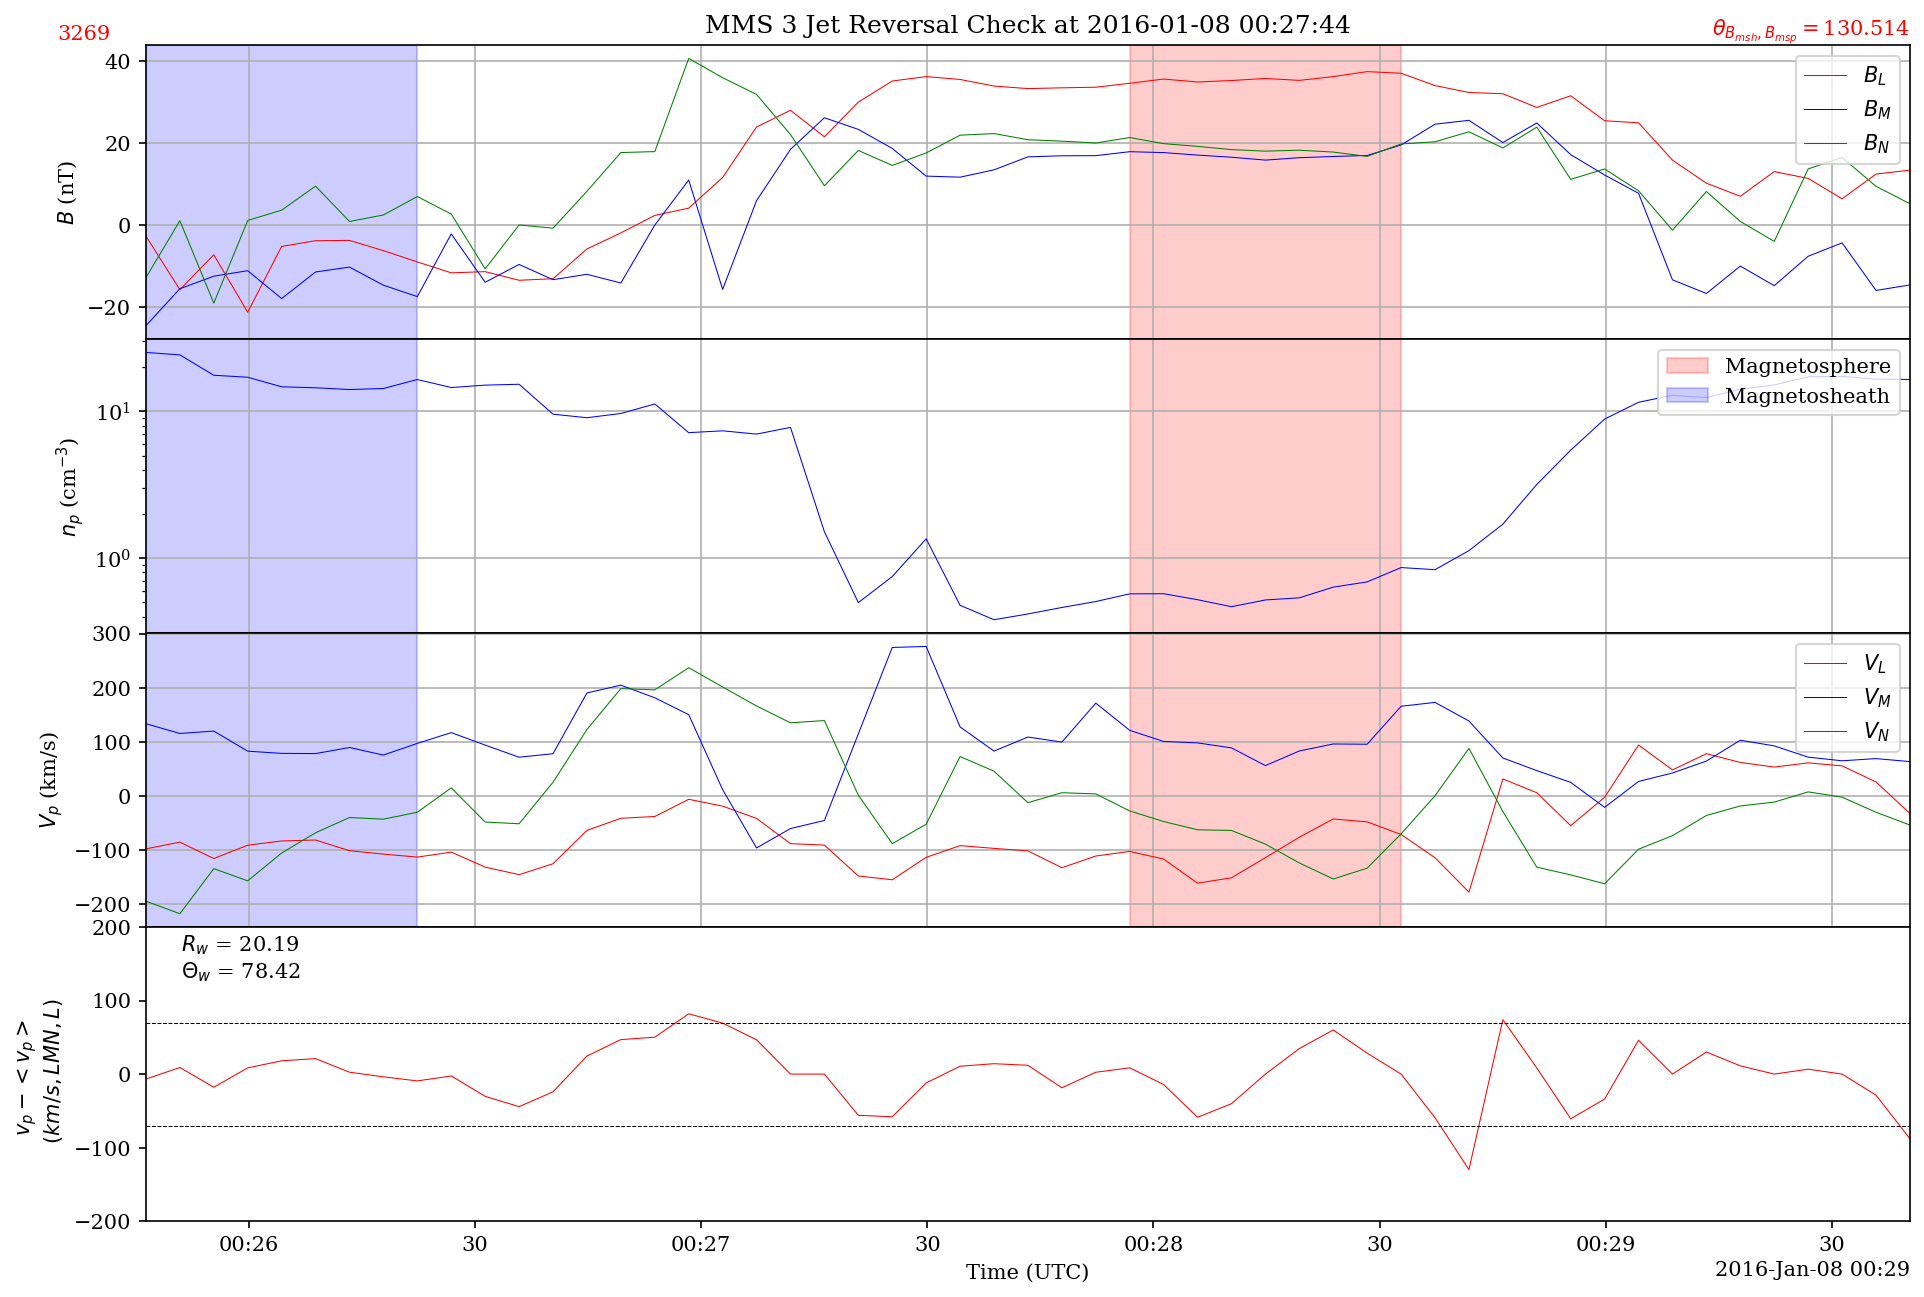 MMS 3 Jet Reversal Check at 2016-01-08 00:27:44
3269
θ_{B_{msh}, B_{msp}} = 130.514
40
20
0
−20
B (nT)
B_L
B_M
B_N
10^1
10^0
n_p (cm^{−3})
Magnetosphere
Magnetosheath
300
200
100
0
−100
−200
V_p (km/s)
V_L
V_M
V_N
200
100
0
−100
−200
v_p − < v_p >
(km/s, LMN, L)
R_w = 20.19
Θ_w = 78.42
00:26
30
00:27
30
00:28
30
00:29
30
Time (UTC)
2016-Jan-08 00:29